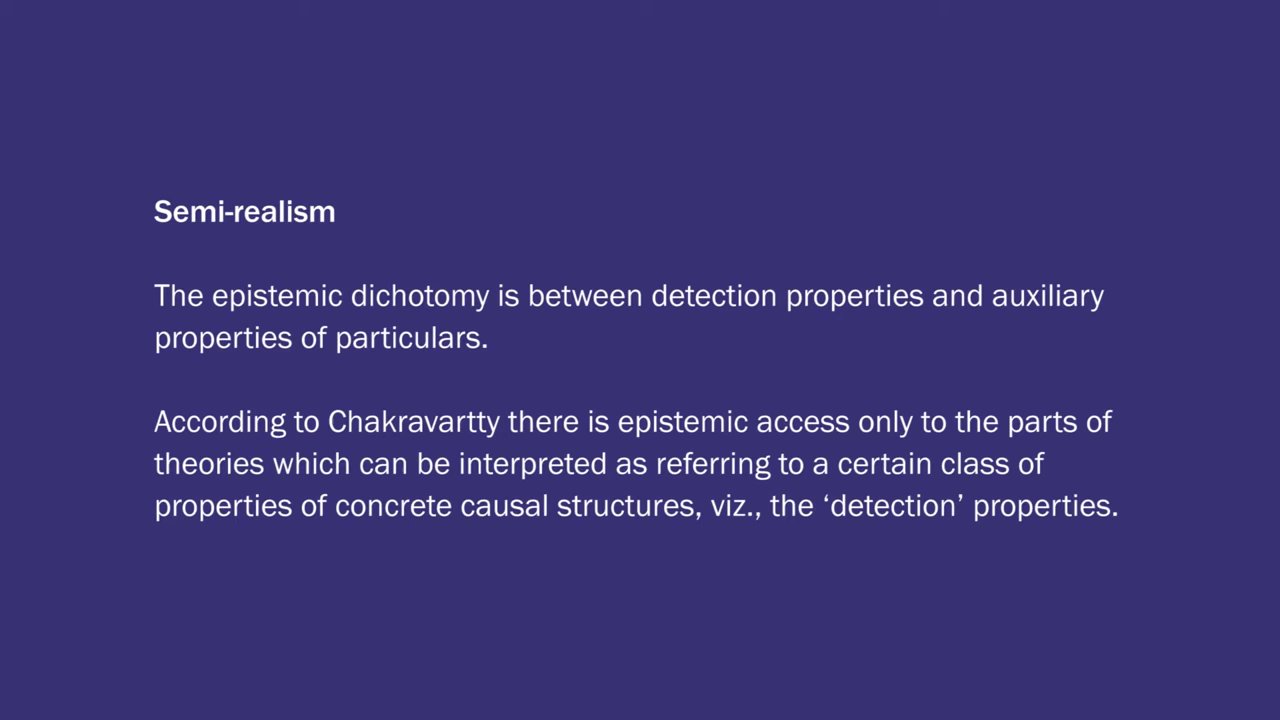 Semi-realism
The epistemic dichotomy is between detection properties and auxiliary
properties of particulars.
According to Chakravartty there is epistemic access only to the parts of
theories which can be interpreted as referring to a certain class of
properties of concrete causal structures, viz., the ‘detection’ properties.